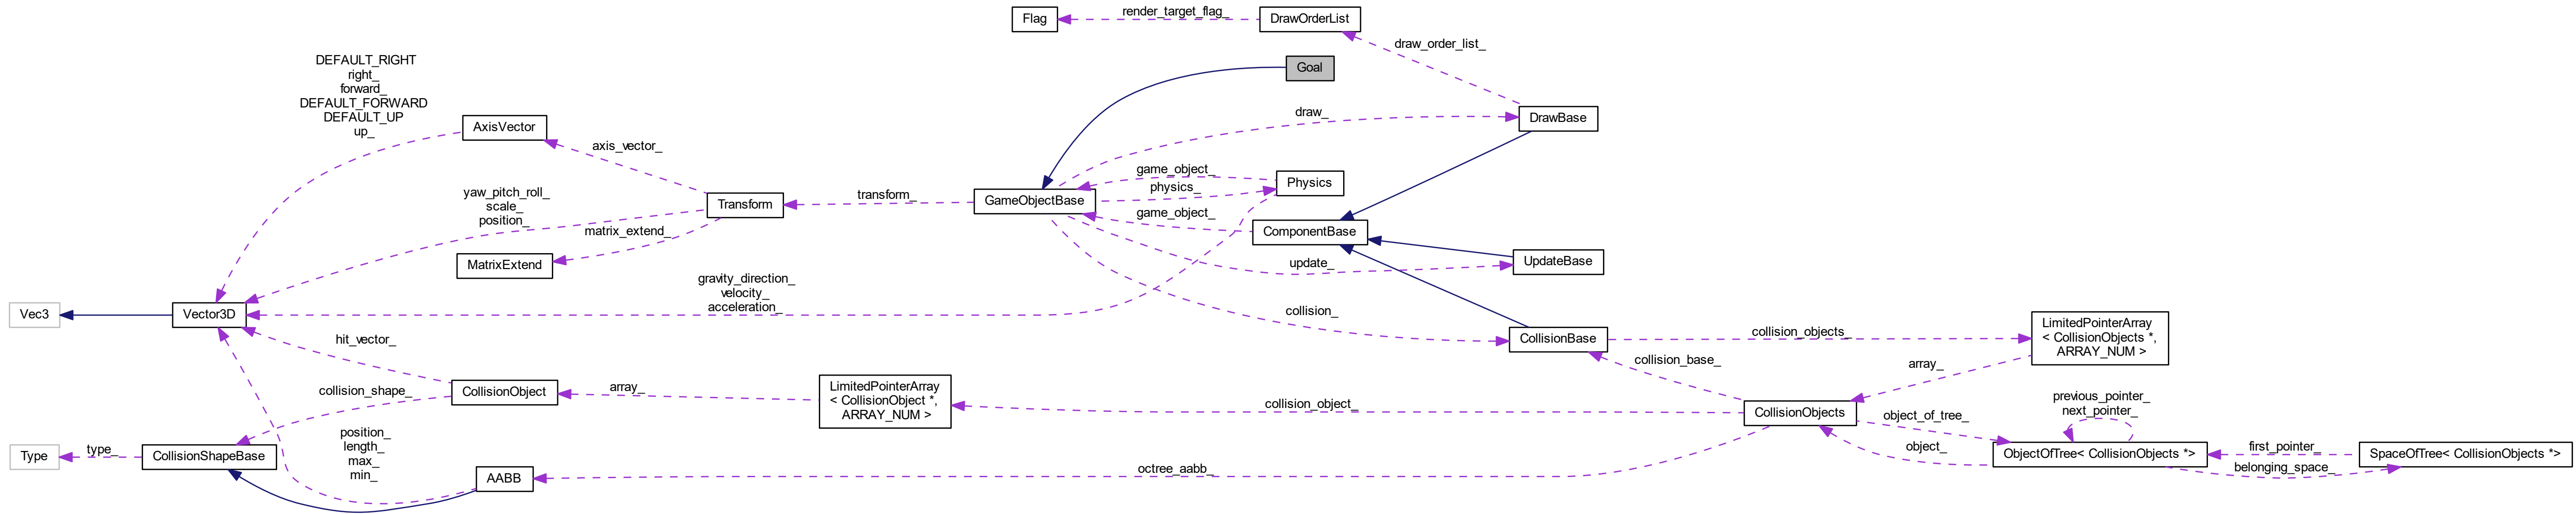 Flag
render_target_flag_
DrawOrderList
draw_order_list_
Goal
DEFAULT_RIGHT
right_
forward_
DEFAULT_FORWARD
DEFAULT_UP
up_
AxisVector
axis_vector_
draw_
DrawBase
yaw_pitch_roll_
scale_
position_
Transform
transform_
GameObjectBase
game_object_
physics_
Physics
game_object_
ComponentBase
matrix_extend_
MatrixExtend
update_
UpdateBase
gravity_direction_
velocity_
acceleration_
Vec3
Vector3D
collision_
CollisionBase
collision_objects_
LimitedPointerArray
< CollisionObjects *,
ARRAY_NUM >
hit_vector_
collision_base_
array_
collision_shape_
CollisionObject
array_
LimitedPointerArray
< CollisionObject *,
ARRAY_NUM >
collision_object_
CollisionObjects
object_of_tree_
object_
previous_pointer_
next_pointer_
ObjectOfTree< CollisionObjects *>
first_pointer_
belonging_space_
SpaceOfTree< CollisionObjects *>
Type
type_
CollisionShapeBase
position_
length_
max_
min_
AABB
octree_aabb_